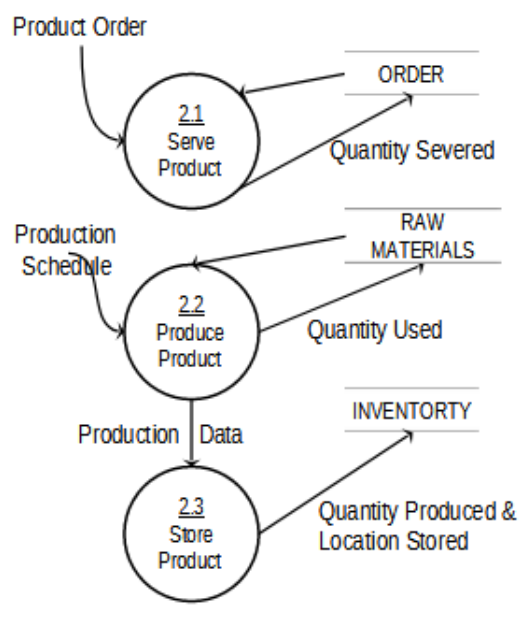 Product Order
ORDER
2.1
Serve
Product
Quantity Severed
Production
Schedule
RAW
MATERIALS
2.2
Produce
Product
Quantity Used
INVENTORTY
Production Data
2.3
Store
Product
Quantity Produced &
Location Stored